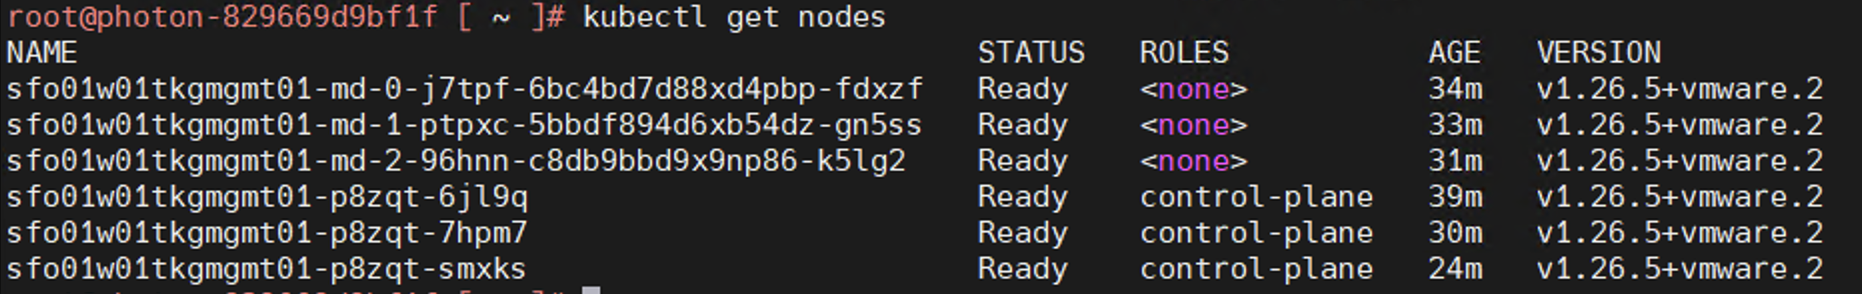 root@photon-829669d9bf1f [ ~ ]# kubectl get nodes
NAME STATUS ROLES AGE VERSION
sfo01w01tkgmgmt01-md-0-j7tpf-6bc4bd7d88xd4pbp-fdxzf Ready <none> 34m v1.26.5+vmware.2
sfo01w01tkgmgmt01-md-1-ptpxc-5bbdf894d6xb54dz-gn5ss Ready <none> 33m v1.26.5+vmware.2
sfo01w01tkgmgmt01-md-2-96hnn-c8db9bbd9x9np86-k5lg2 Ready <none> 31m v1.26.5+vmware.2
sfo01w01tkgmgmt01-p8zqt-6jl9q Ready control-plane 39m v1.26.5+vmware.2
sfo01w01tkgmgmt01-p8zqt-7hpm7 Ready control-plane 30m v1.26.5+vmware.2
sfo01w01tkgmgmt01-p8zqt-smxks Ready control-plane 24m v1.26.5+vmware.2